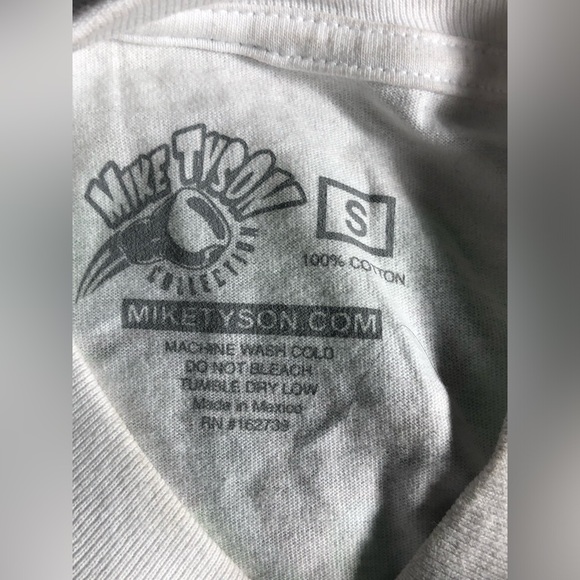 MIKE TYSON
COLLECTION
S
100% COTTON
MIKETYSON.COM
MACHINE WASH COLD
DO NOT BLEACH
TUMBLE DRY LOW
Made in Mexico
RN #162739